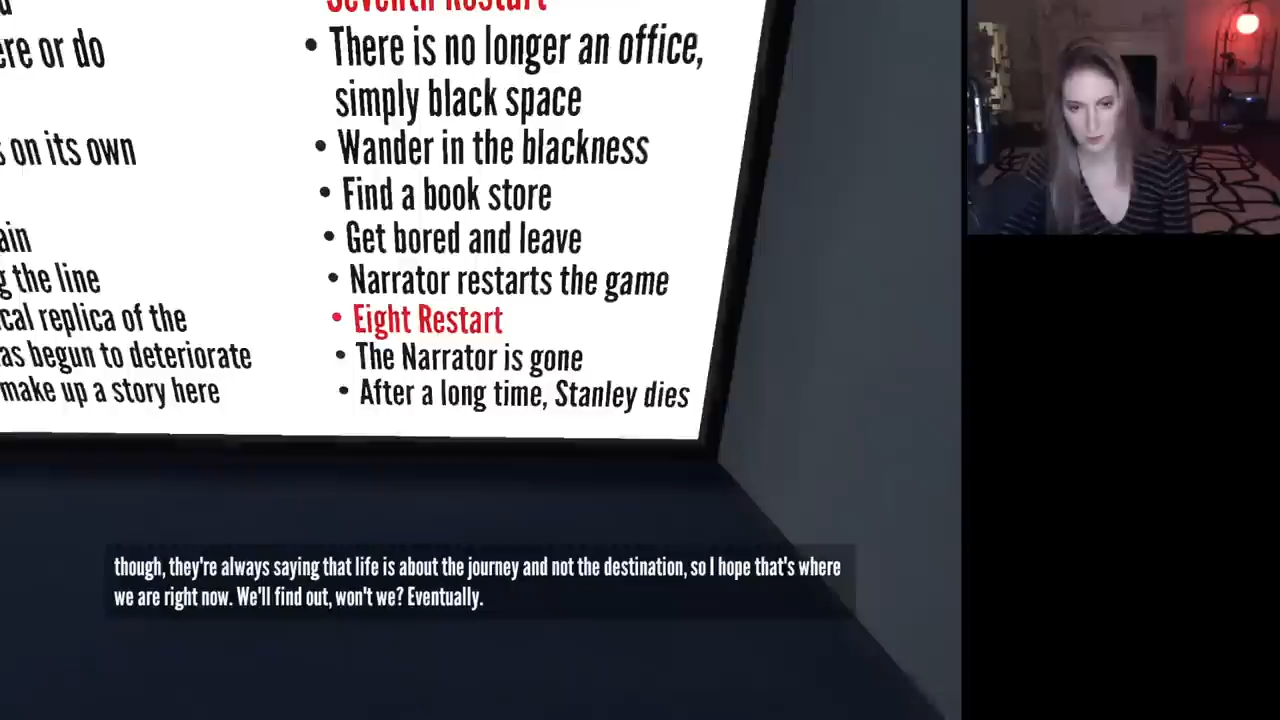 ere or do
s on its own
ain
g the line
cal replica of the
as begun to deteriorate
make up a story here
Seventh Restart
• There is no longer an office,
simply black space
• Wander in the blackness
• Find a book store
• Get bored and leave
• Narrator restarts the game
• Eight Restart
• The Narrator is gone
• After a long time, Stanley dies
though, they're always saying that life is about the journey and not the destination, so I hope that's where
we are right now. We'll find out, won't we? Eventually.